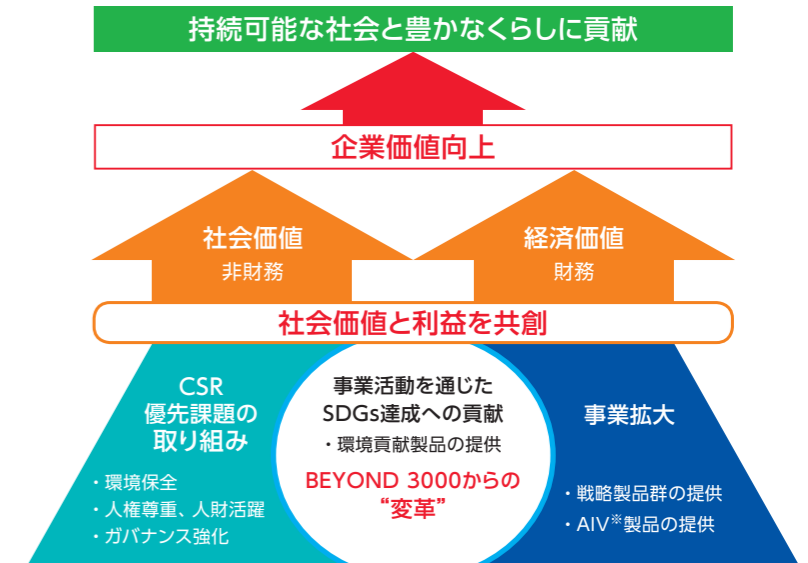 持続可能な社会と豊かなくらしに貢献
企業価値向上
社会価値
非財務
経済価値
財務
社会価値と利益を共創
CSR
優先課題の
取り組み
・環境保全
・人権尊重、人財活躍
・ガバナンス強化
事業活動を通じた
SDGs達成への貢献
・環境貢献製品の提供
BEYOND 3000からの
“変革”
事業拡大
・戦略製品群の提供
・AIV※製品の提供